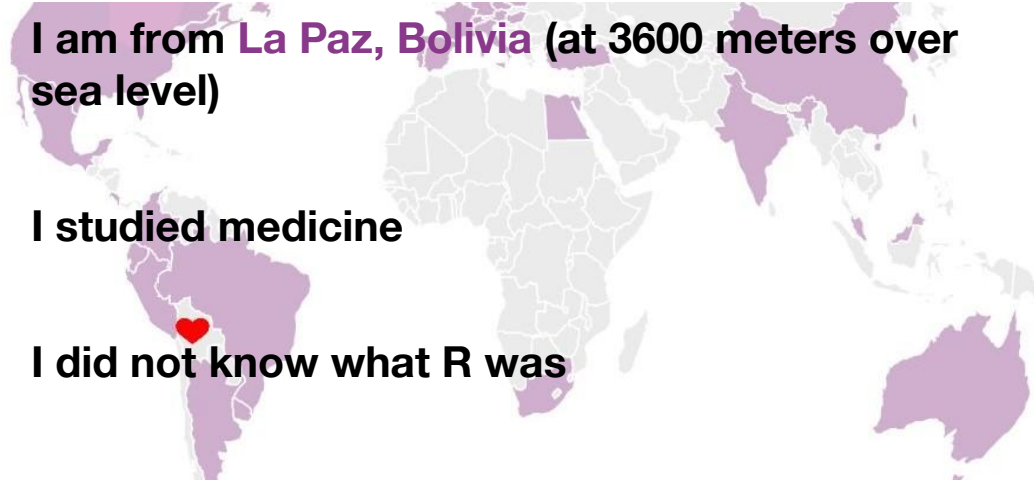 I am from La Paz, Bolivia (at 3600 meters over
sea level)
I studied medicine
I did not know what R was